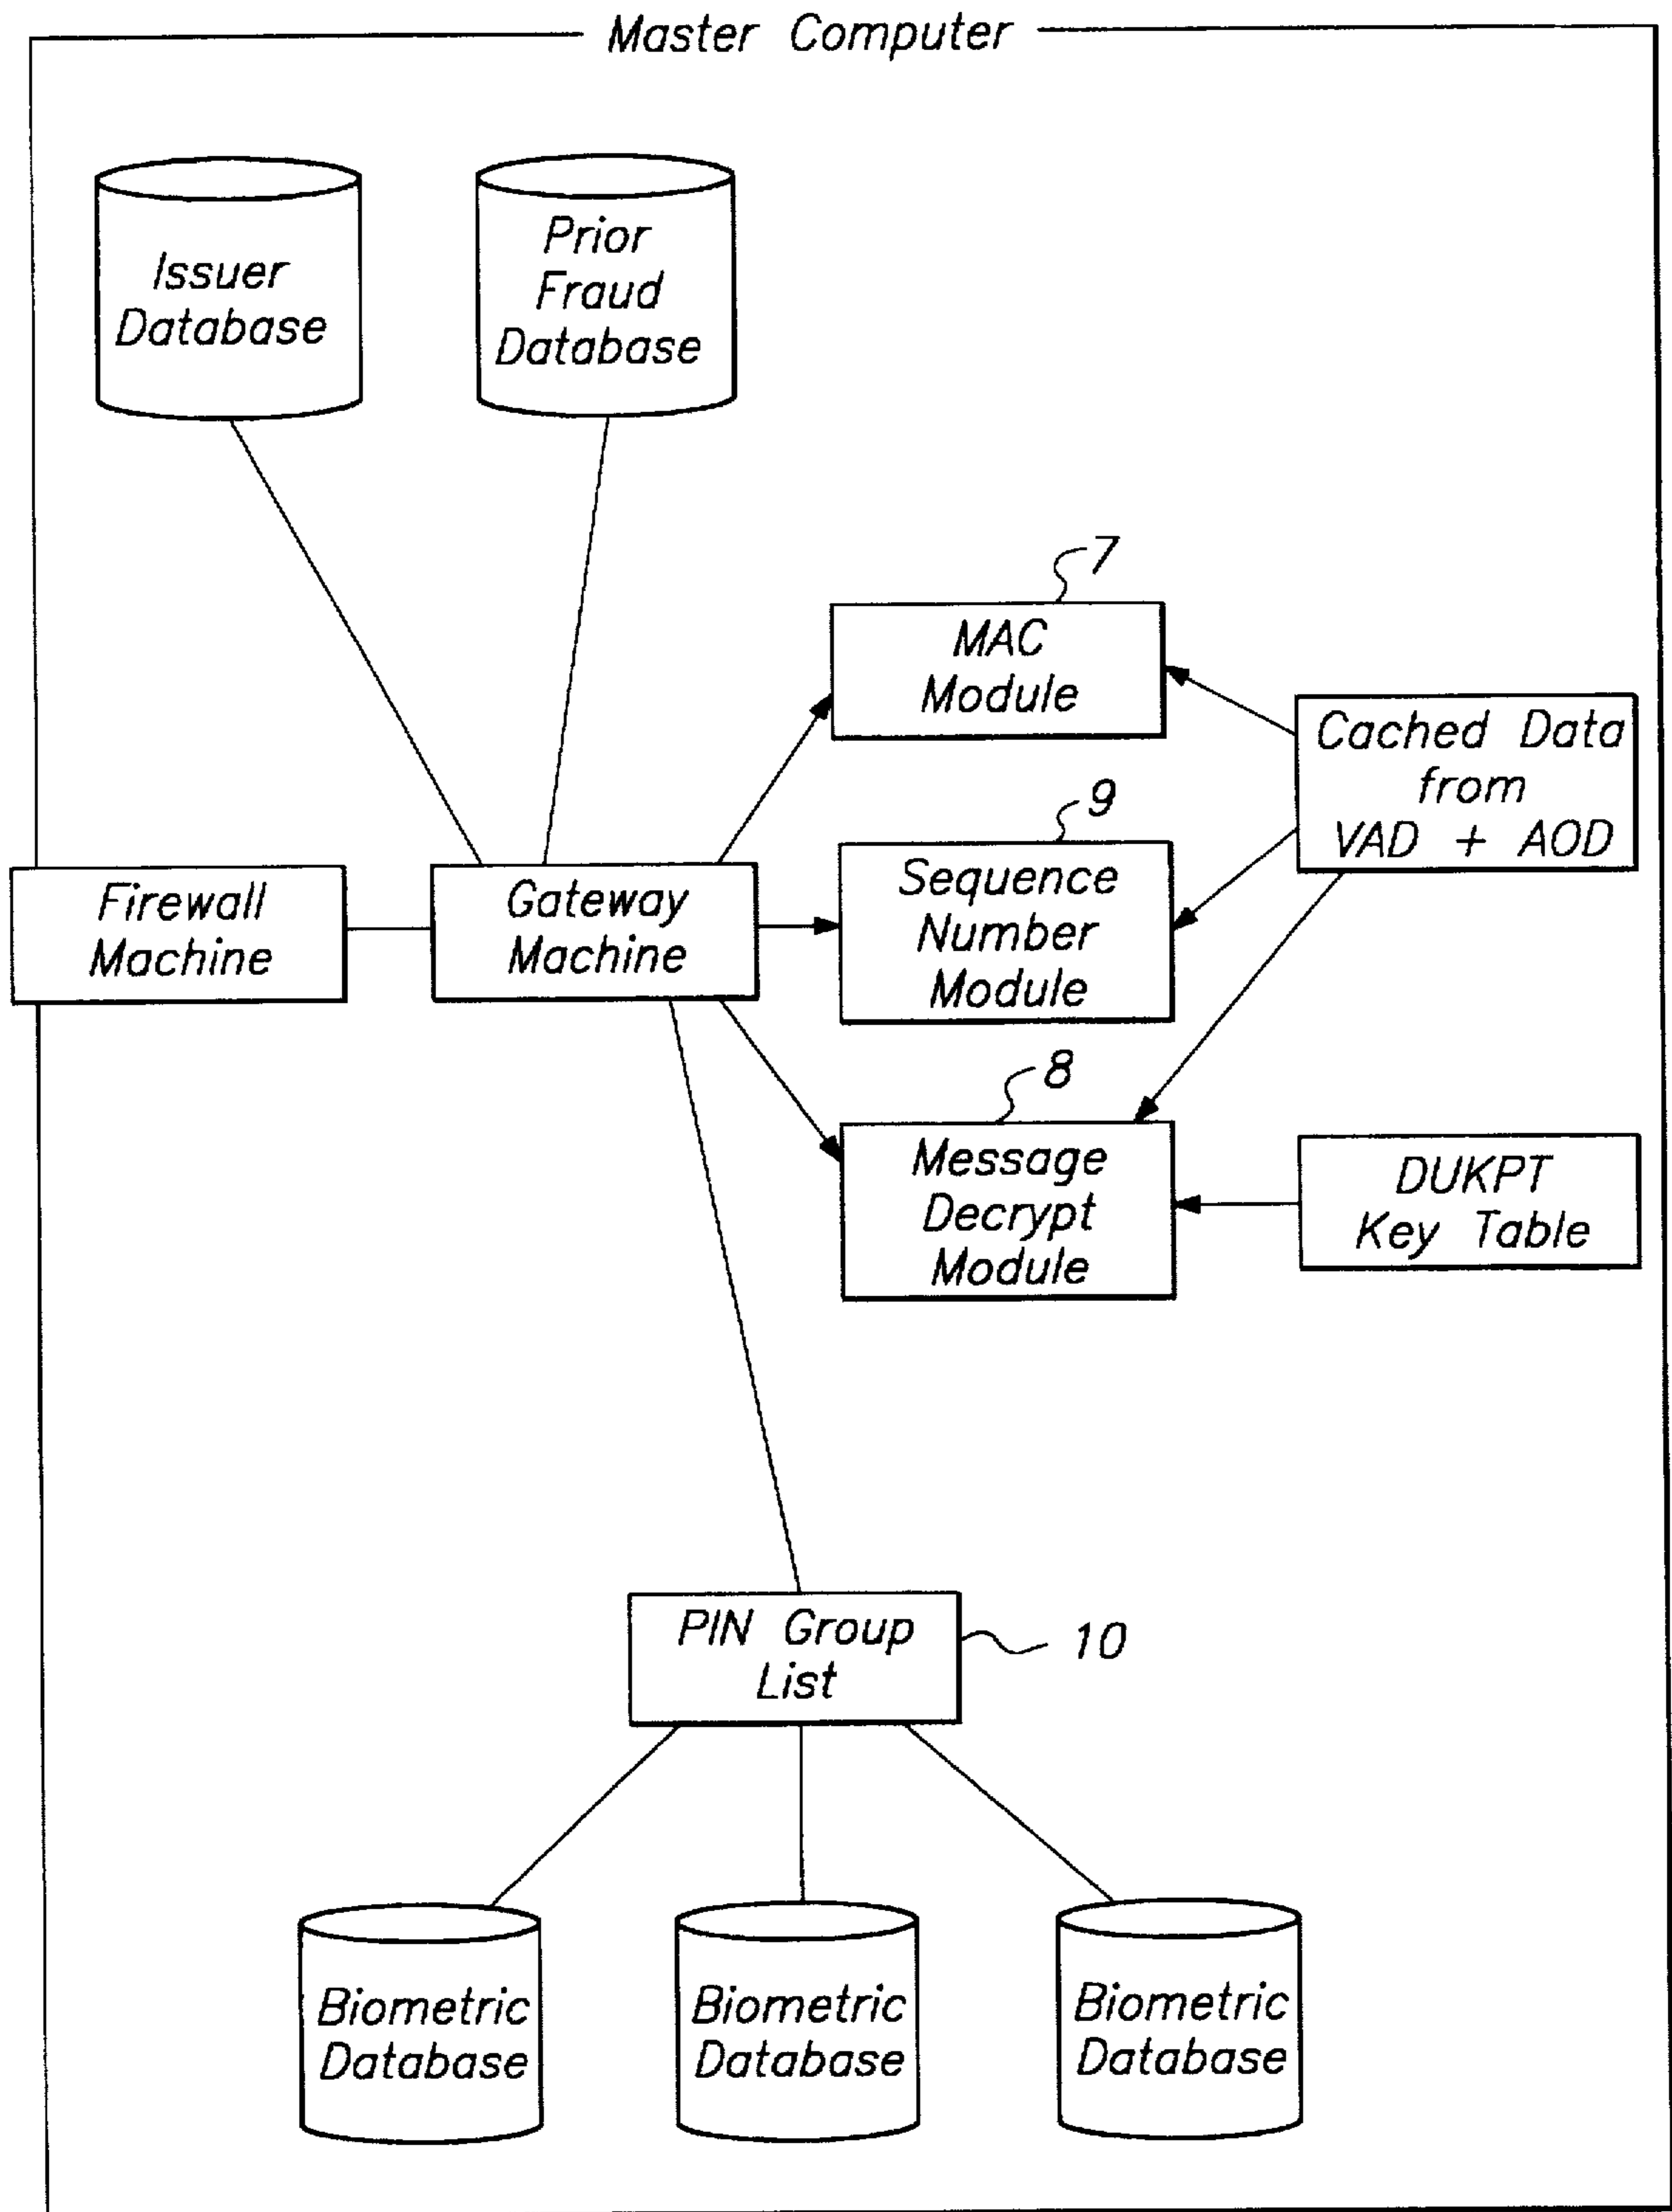 Master Computer
Issuer
Database
Prior
Fraud
Database
7
MAC
Module
Cached Data
from
VAD + AOD
9
Sequence
Number
Module
Firewall
Machine
Gateway
Machine
8
Message
Decrypt
Module
DUKPT
Key Table
PIN Group
List
10
Biometric
Database
Biometric
Database
Biometric
Database